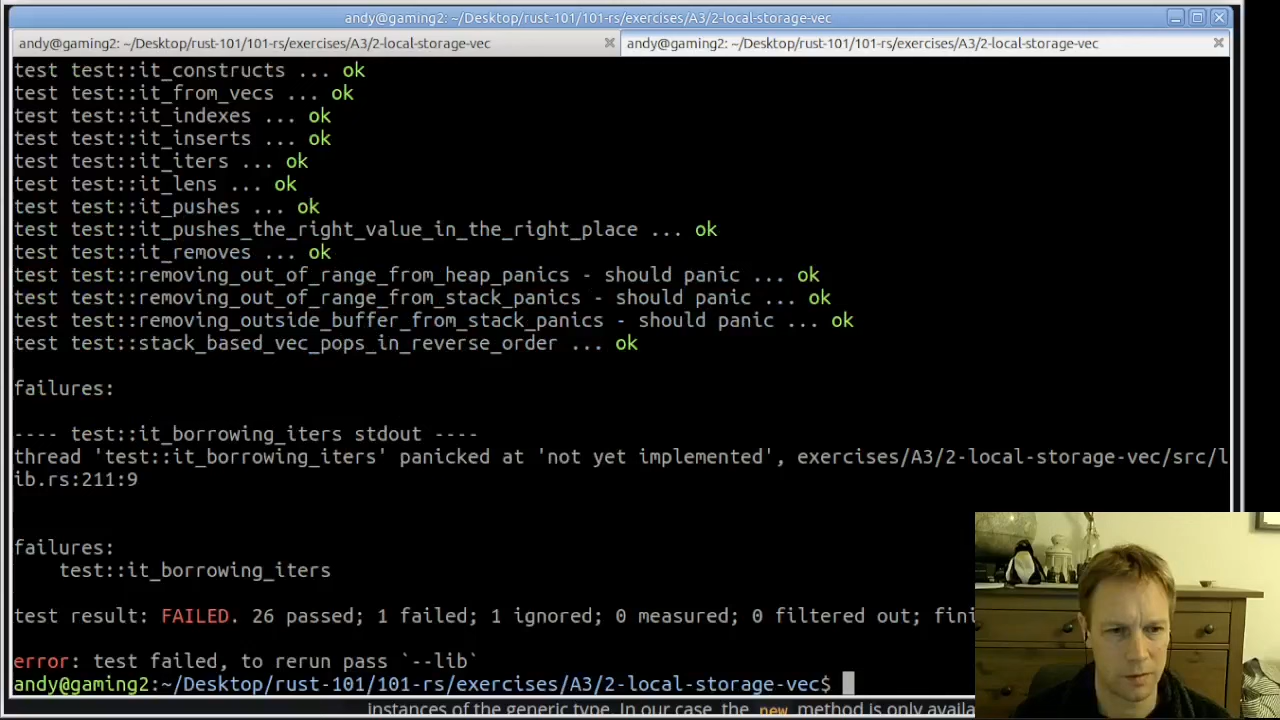 andy@gaming2: ~/Desktop/rust-101/101-rs/exercises/A3/2-local-storage-vec
andy@gaming2: ~/Desktop/rust-101/101-rs/exercises/A3/2-local-storage-vec
andy@gaming2: ~/Desktop/rust-101/101-rs/exercises/A3/2-local-storage-vec
test test::it_constructs ... ok
test test::it_from_vecs ... ok
test test::it_indexes ... ok
test test::it_inserts ... ok
test test::it_iters ... ok
test test::it_lens ... ok
test test::it_pushes ... ok
test test::it_pushes_the_right_value_in_the_right_place ... ok
test test::it_removes ... ok
test test::removing_out_of_range_from_heap_panics - should panic ... ok
test test::removing_out_of_range_from_stack_panics - should panic ... ok
test test::removing_outside_buffer_from_stack_panics - should panic ... ok
test test::stack_based_vec_pops_in_reverse_order ... ok
failures:
---- test::it_borrowing_iters stdout ----
thread 'test::it_borrowing_iters' panicked at 'not yet implemented', exercises/A3/2-local-storage-vec/src/l
ib.rs:211:9
failures:
test::it_borrowing_iters
test result: FAILED. 26 passed; 1 failed; 1 ignored; 0 measured; 0 filtered out; fini
error: test failed, to rerun pass `--lib`
andy@gaming2:~/Desktop/rust-101/101-rs/exercises/A3/2-local-storage-vec$
instances of the generic type. In our case, the new method is only availa